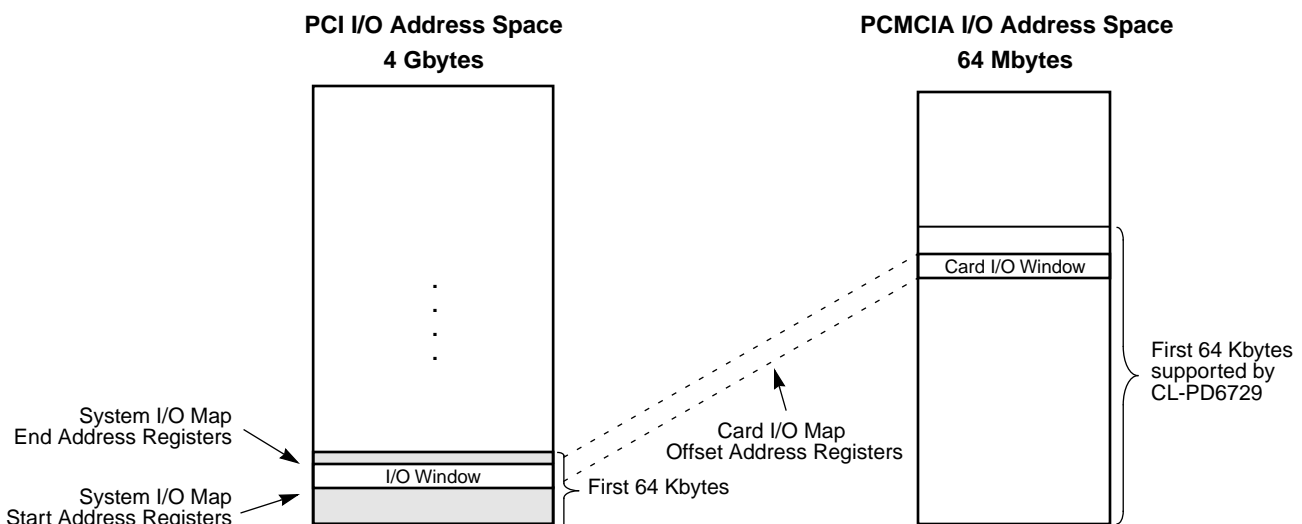 PCI I/O Address Space
4 Gbytes
PCMCIA I/O Address Space
64 Mbytes
Card I/O Window
First 64 Kbytes
supported by
CL-PD6729
System I/O Map
End Address Registers
Card I/O Map
Offset Address Registers
I/O Window
First 64 Kbytes
System I/O Map
Start Address Registers